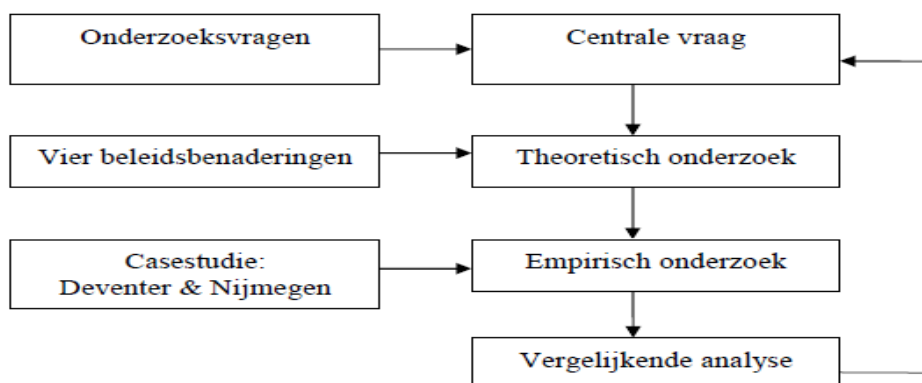 Onderzoeksvragen
Centrale vraag
Vier beleidsbenaderingen
Theoretisch onderzoek
Casestudie:
Deventer & Nijmegen
Empirisch onderzoek
Vergelijkende analyse